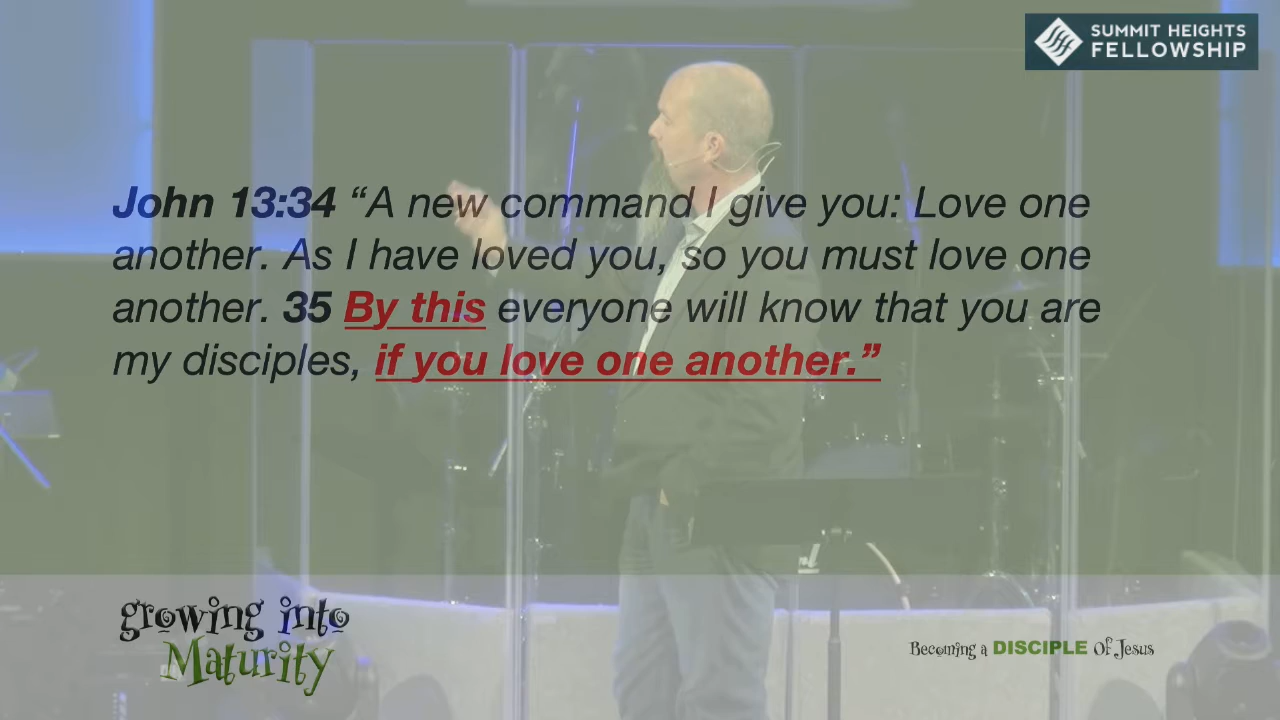 SUMMIT HEIGHTS
FELLOWSHIP
John 13:34 “A new command I give you: Love one
another. As I have loved you, so you must love one
another. 35 By this everyone will know that you are
my disciples, if you love one another.”
growing into
Maturity
Becoming a DISCIPLE Of Jesus